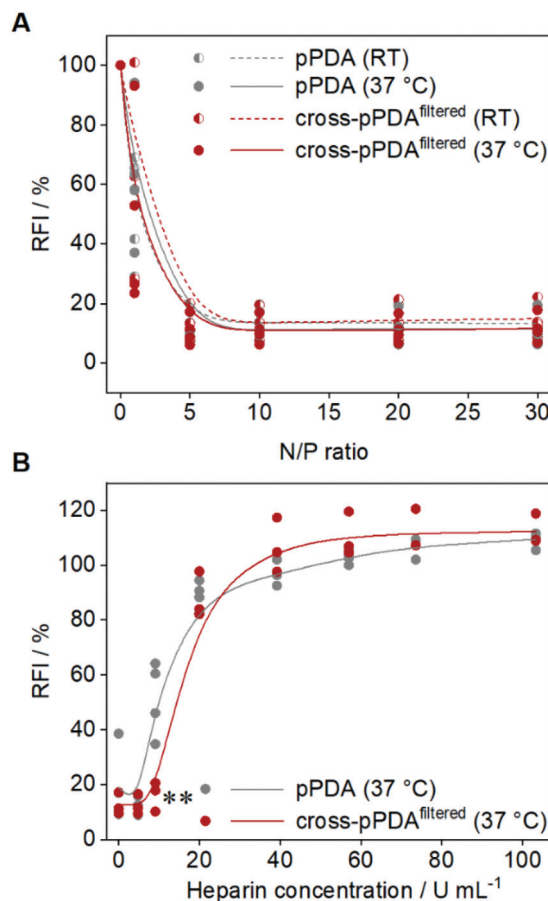 A
pPDA (RT)
pPDA (37 °C)
cross-pPDAfiltered (RT)
cross-pPDAfiltered (37 °C)
100
80
60
40
20
0
RFI / %
0 5 10 15 20 25 30
N/P ratio
B
120
100
80
60
40
20
0
RFI / %
**
pPDA (37 °C)
cross-pPDAfiltered (37 °C)
0 20 40 60 80 100
Heparin concentration / U mL-1